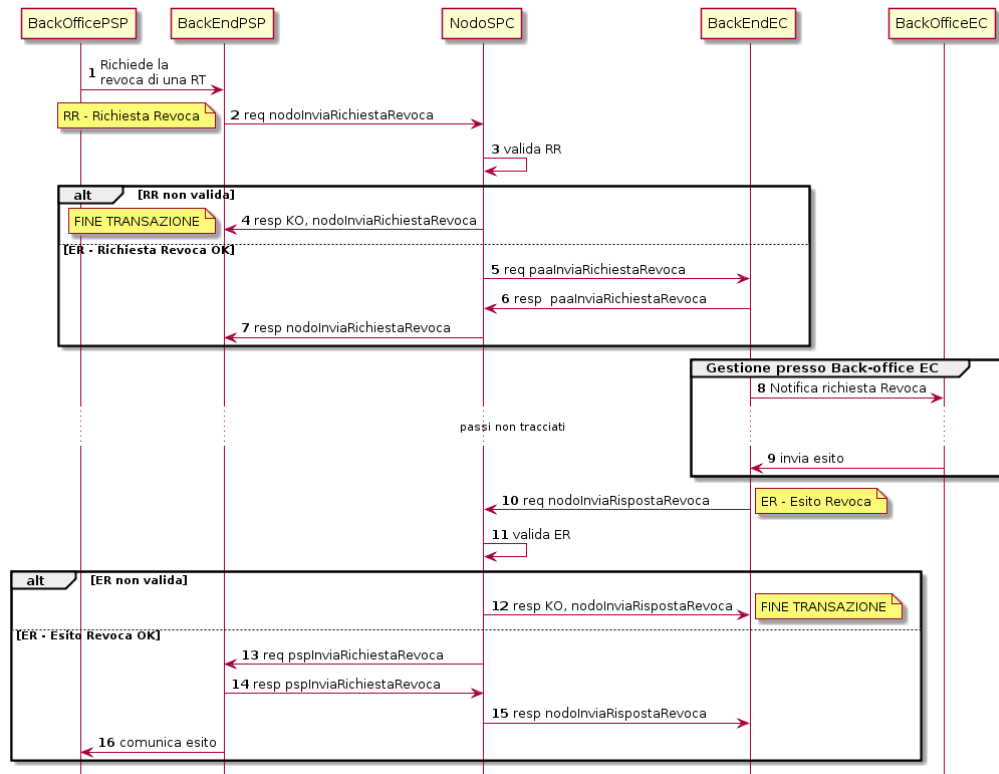 BackOfficePSP
BackEndPSP
NodoSPC
BackEndEC
BackOfficeEC
1 Richiede la
revoca di una RT
RR - Richiesta Revoca
2 req nodoInviaRichiestaRevoca
3 valida RR
alt [RR non valida]
FINE TRANSAZIONE
4 resp KO, nodoInviaRichiestaRevoca
[ER - Richiesta Revoca OK]
5 req paaInviaRichiestaRevoca
6 resp paaInviaRichiestaRevoca
7 resp nodoInviaRichiestaRevoca
Gestione presso Back-office EC
8 Notifica richiesta Revoca
passi non tracciati
9 invia esito
10 req nodoInviaRispostaRevoca
ER - Esito Revoca
11 valida ER
alt [ER non valida]
12 resp KO, nodoInviaRispostaRevoca
FINE TRANSAZIONE
[ER - Esito Revoca OK]
13 req pspInviaRichiestaRevoca
14 resp pspInviaRichiestaRevoca
15 resp nodoInviaRispostaRevoca
16 comunica esito